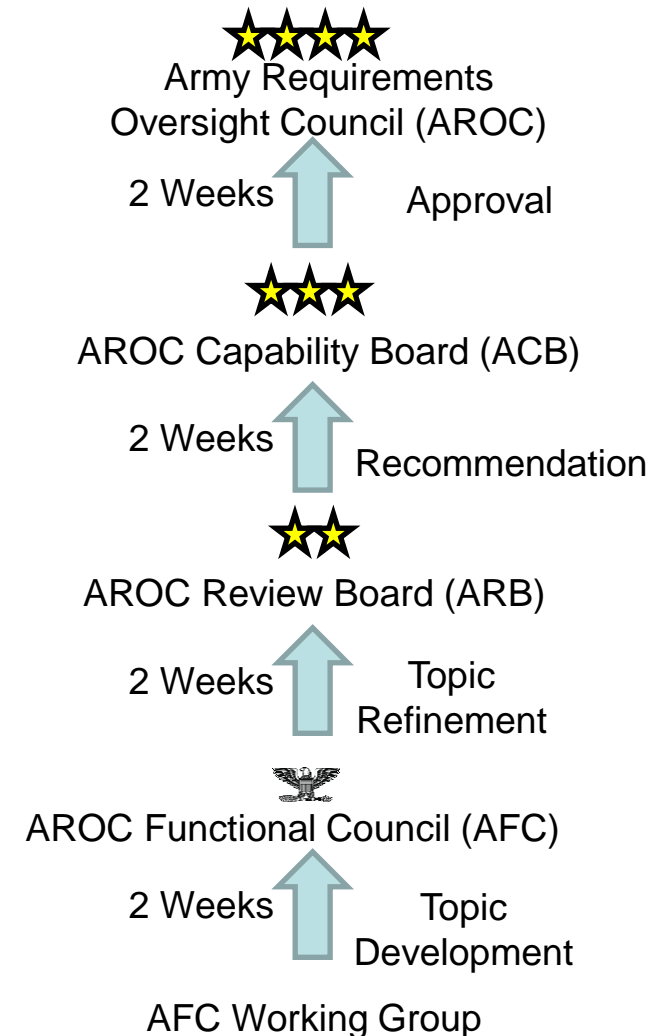 Army Requirements
Oversight Council (AROC)
2 Weeks
Approval
AROC Capability Board (ACB)
2 Weeks
Recommendation
AROC Review Board (ARB)
2 Weeks
Topic
Refinement
AROC Functional Council (AFC)
2 Weeks
Topic
Development
AFC Working Group